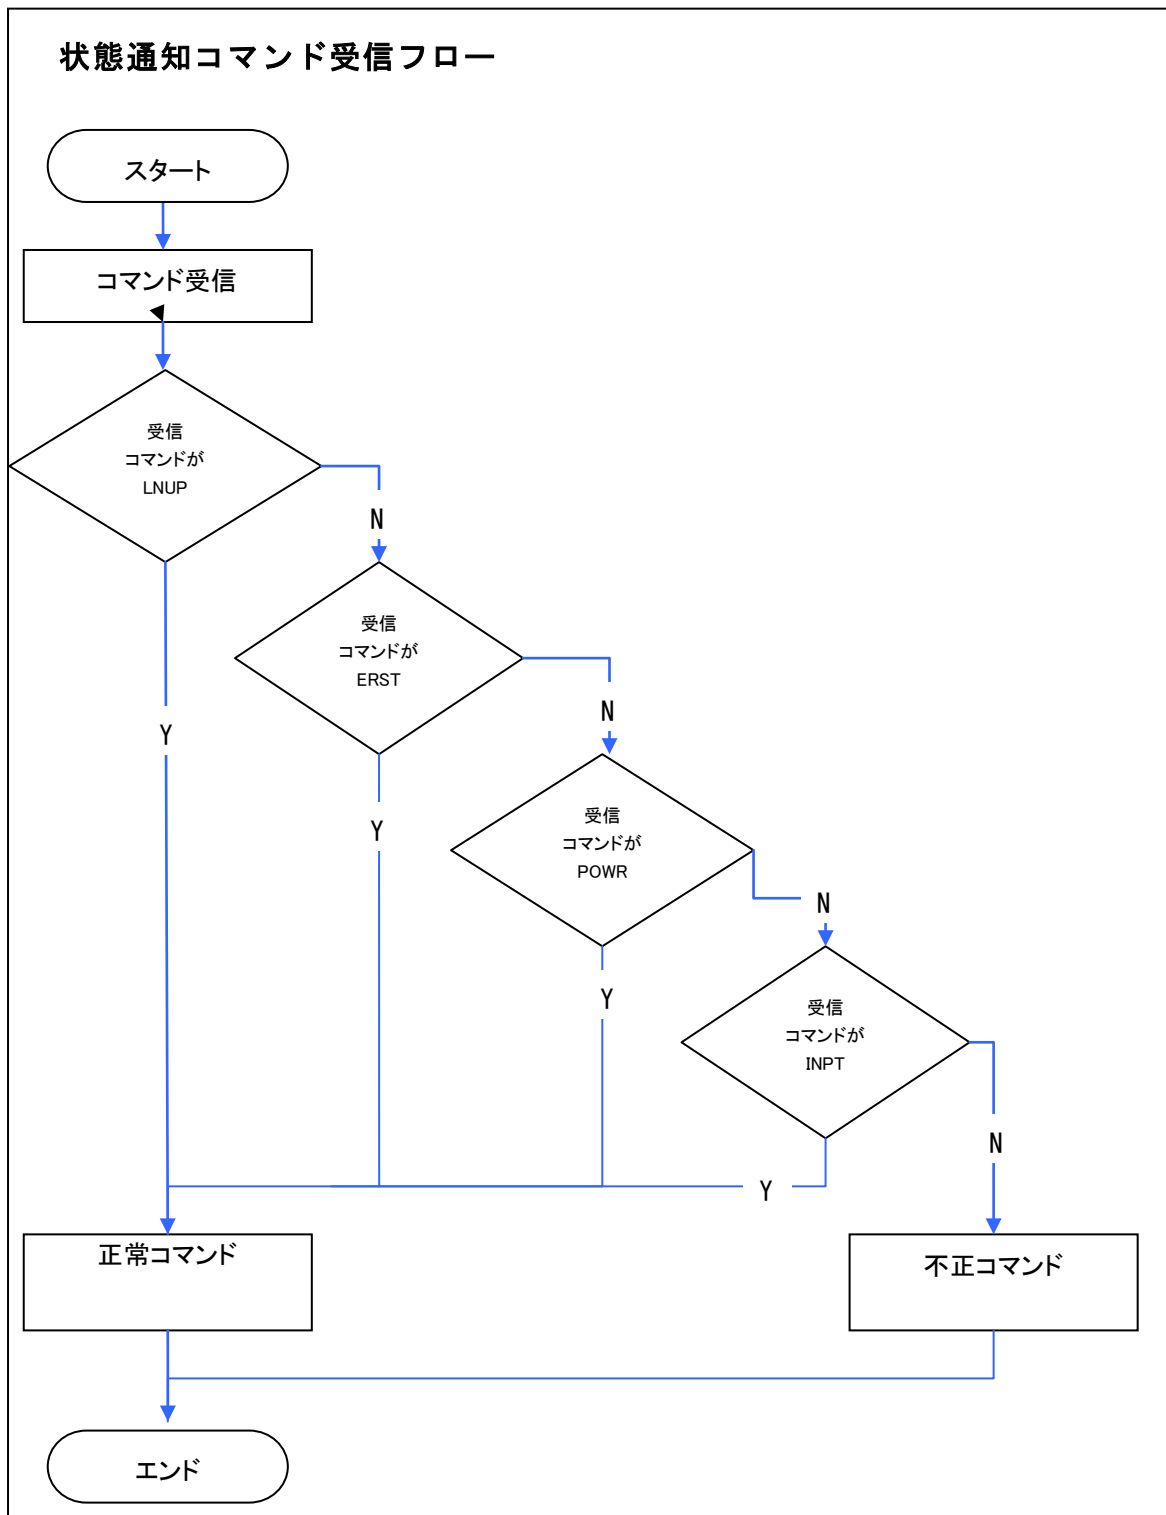 状態通知コマンド受信フロー
スタート
コマンド受信
受信
コマンドが
LNUP
N
受信
コマンドが
ERST
N
Y
受信
コマンドが
POWR
Y
N
受信
コマンドが
INPT
Y
N
Y
正常コマンド
不正コマンド
エンド